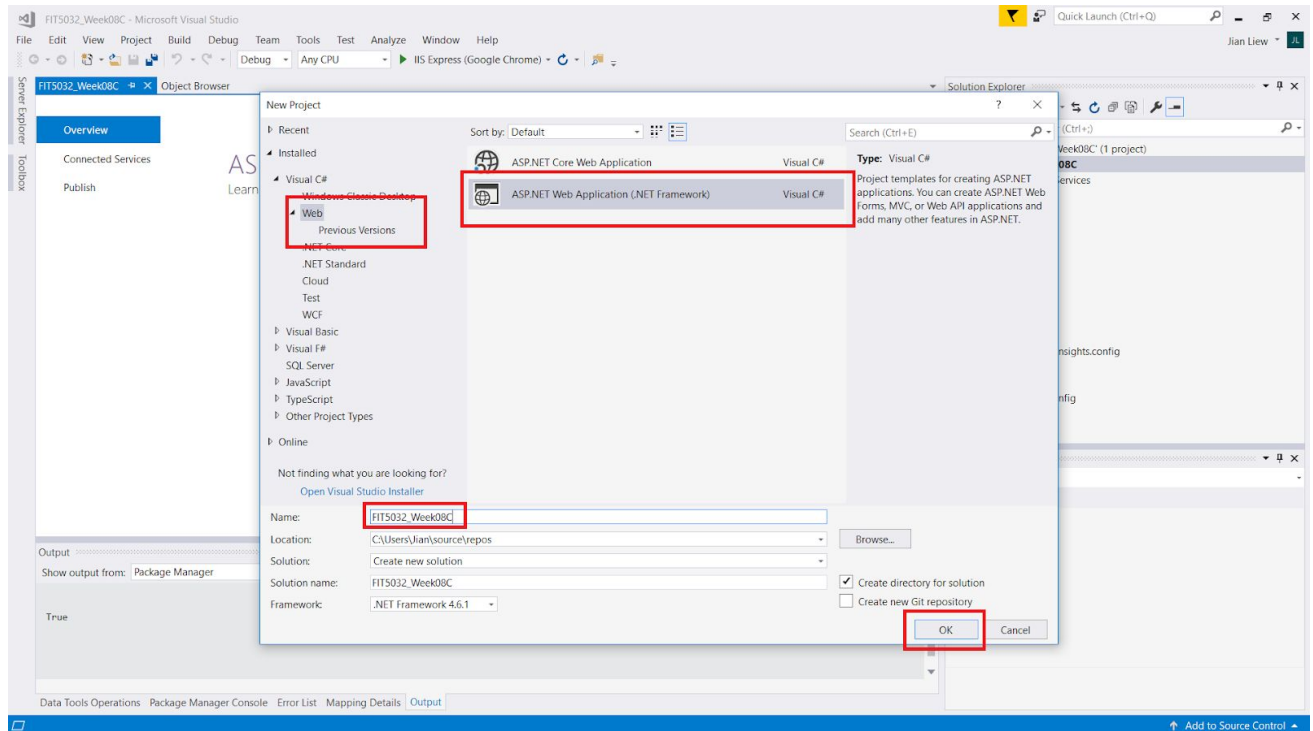 FIT5032_Week08C - Microsoft Visual Studio
Quick Launch (Ctrl+Q)
File Edit View Project Build Debug Team Tools Test Analyze Window Help
Jian Liew JL
Debug Any CPU IIS Express (Google Chrome)
Server Explorer
Toolbox
FIT5032_Week08C Object Browser
Overview
Connected Services
Publish
AS
Learn
New Project
? ×
Recent
Installed
Visual C#
Windows Classic Desktop
Web
Previous Versions
.NET Core
.NET Standard
Cloud
Test
WCF
Visual Basic
Visual F#
SQL Server
JavaScript
TypeScript
Other Project Types
Online
Not finding what you are looking for?
Open Visual Studio Installer
Sort by: Default
ASP.NET Core Web Application Visual C#
ASP.NET Web Application (.NET Framework) Visual C#
Search (Ctrl+E)
Type: Visual C#
Project templates for creating ASP.NET
applications. You can create ASP.NET Web
Forms, MVC, or Web API applications and
add many other features in ASP.NET.
Name: FIT5032_Week08C
Location: C:\Users\Jian\source\repos
Browse...
Solution: Create new solution
Solution name: FIT5032_Week08C
Create directory for solution
Framework: .NET Framework 4.6.1
Create new Git repository
OK Cancel
Solution Explorer
(Ctrl+;)
Week08C' (1 project)
08C
ervices
nsights.config
nfig
Output
Show output from: Package Manager
True
Data Tools Operations Package Manager Console Error List Mapping Details Output
Add to Source Control